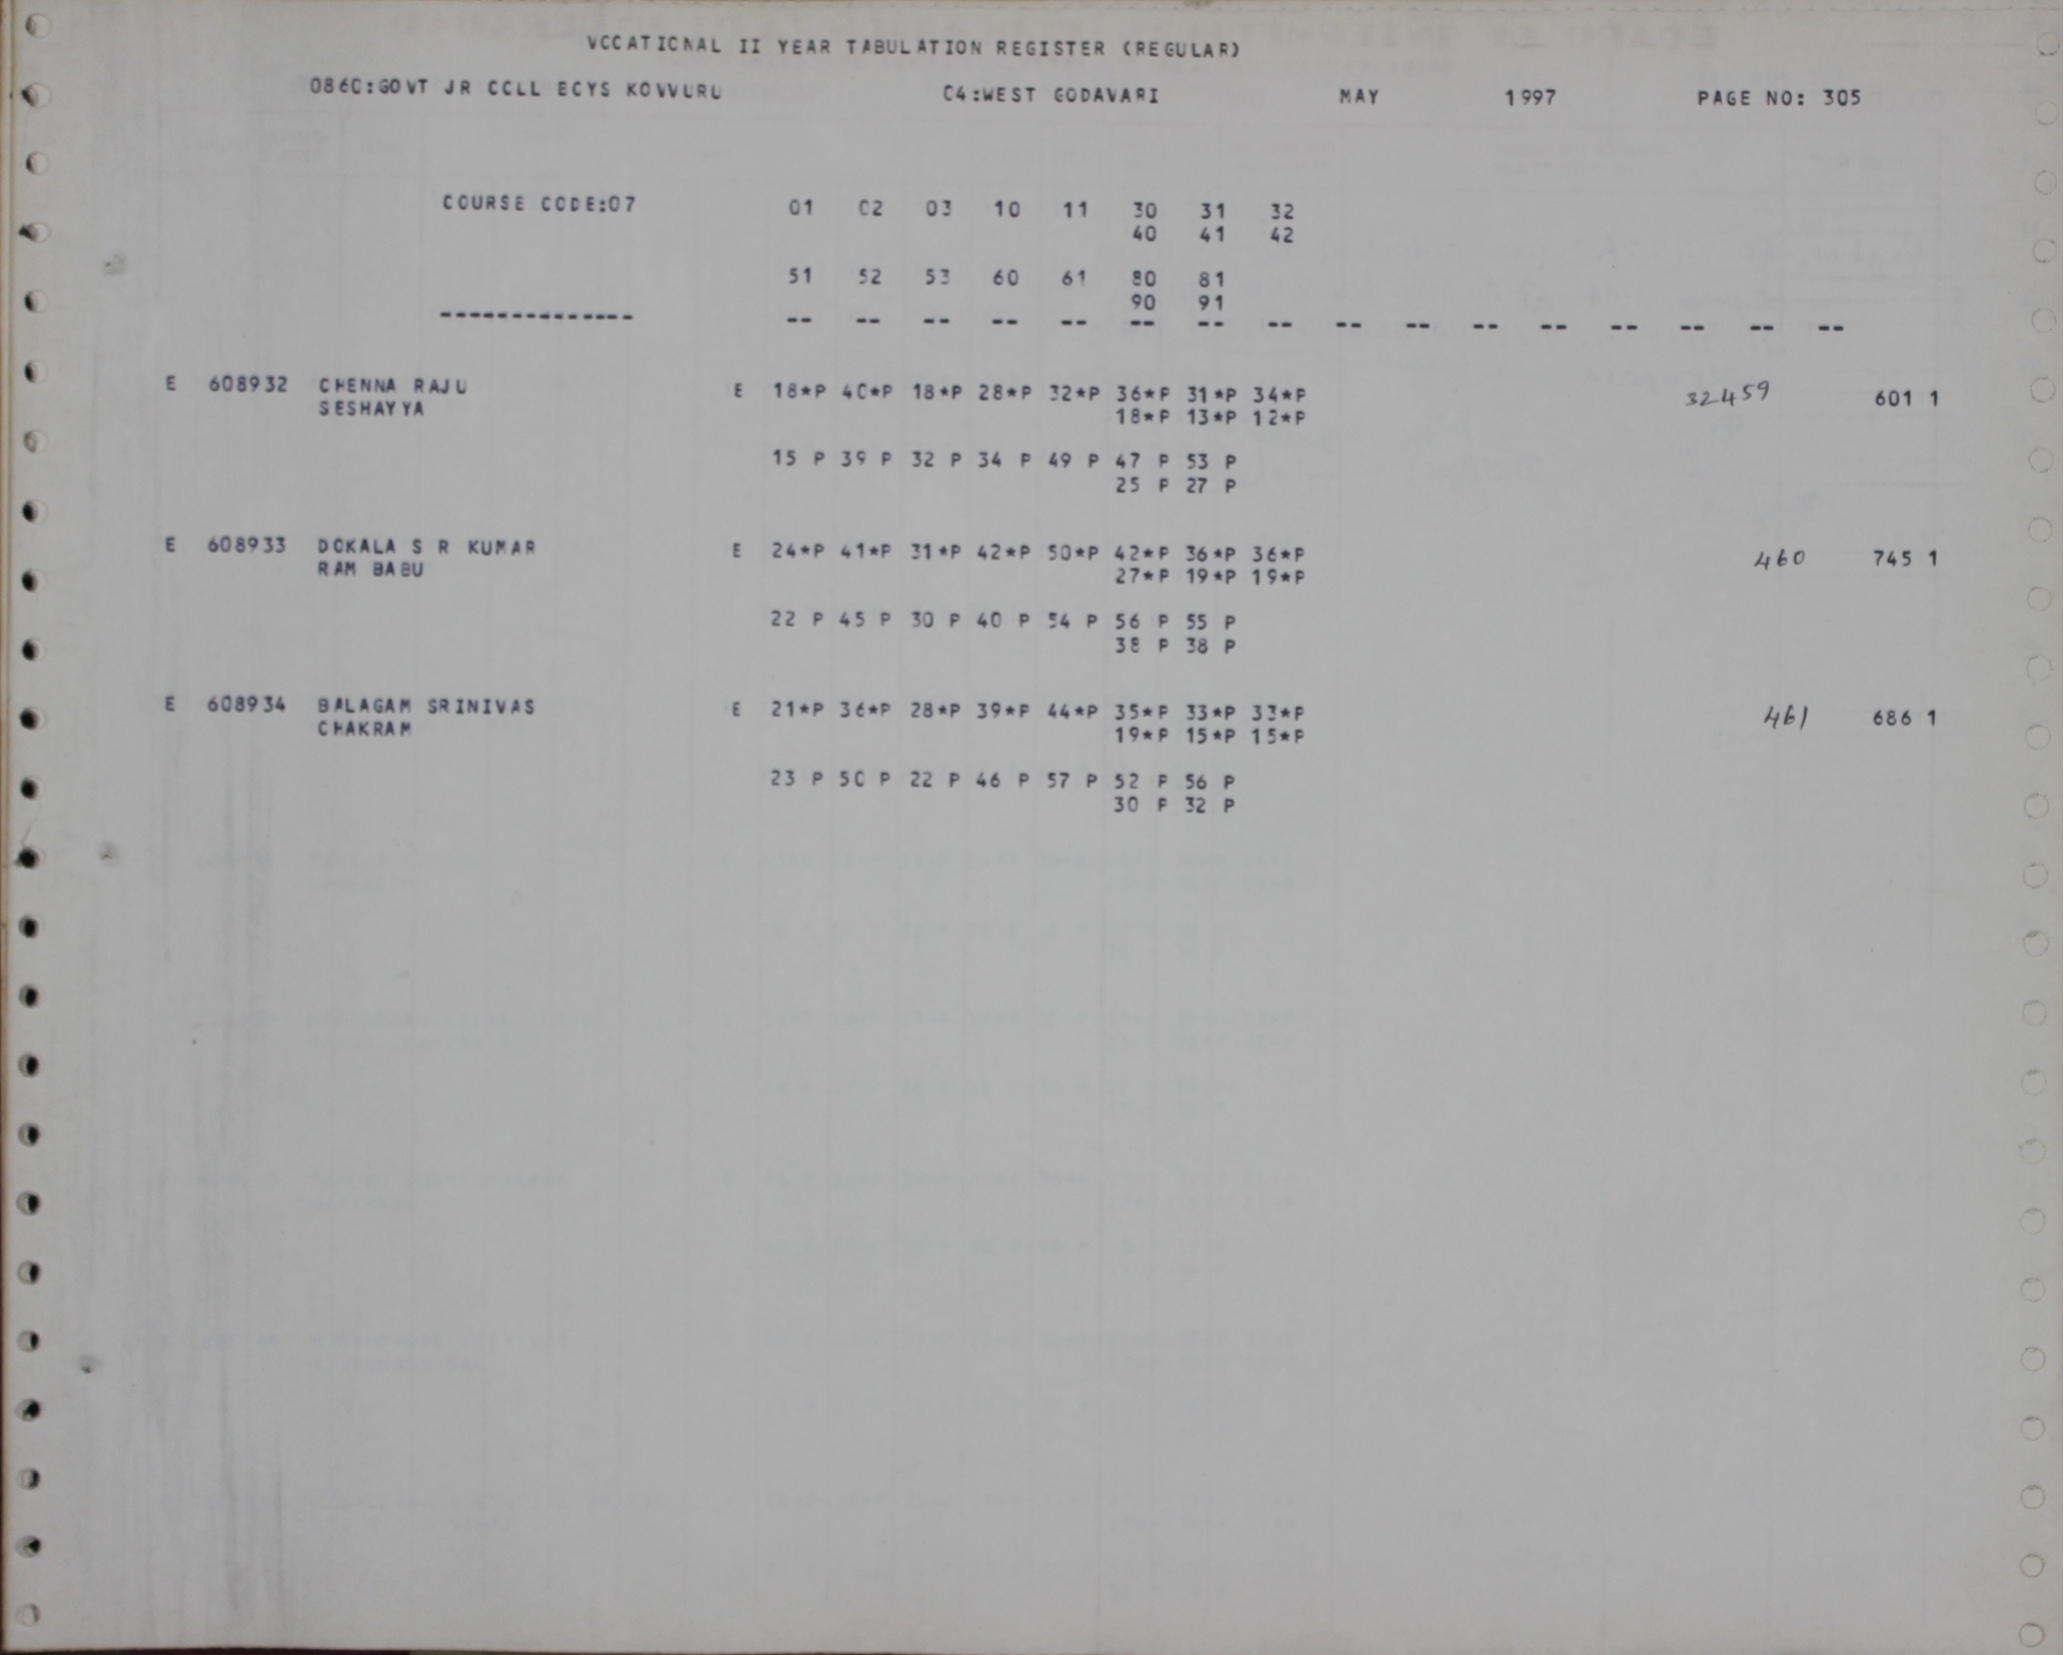 VOCATIONAL II YEAR TABULATION REGISTER (REGULAR)
0860:GOVT JR COLL BOYS KOVVURU 04:WEST GODAVARI MAY 1997 PAGE NO: 305
COURSE CODE:07 01 02 03 10 11 30 31 32
40 41 42
51 52 53 60 61 80 81
90 91
-------------- -- -- -- -- -- -- -- -- -- -- -- -- -- -- -- --
E 608932 CHENNA RAJU E 18*P 40*P 18*P 28*P 32*P 36*P 31*P 34*P 32459 601 1
SESHAYYA 18*P 13*P 12*P
15 P 39 P 32 P 34 P 49 P 47 P 53 P
25 P 27 P
E 608933 DOKALA S R KUMAR E 24*P 41*P 31*P 42*P 50*P 42*P 36*P 36*P 460 745 1
RAM BABU 27*P 19*P 19*P
22 P 45 P 30 P 40 P 54 P 56 P 55 P
38 P 38 P
E 608934 BALAGAM SRINIVAS E 21*P 36*P 28*P 39*P 44*P 35*P 33*P 33*P 461 686 1
CHAKRAM 19*P 15*P 15*P
23 P 50 P 22 P 46 P 57 P 52 P 56 P
30 P 32 P